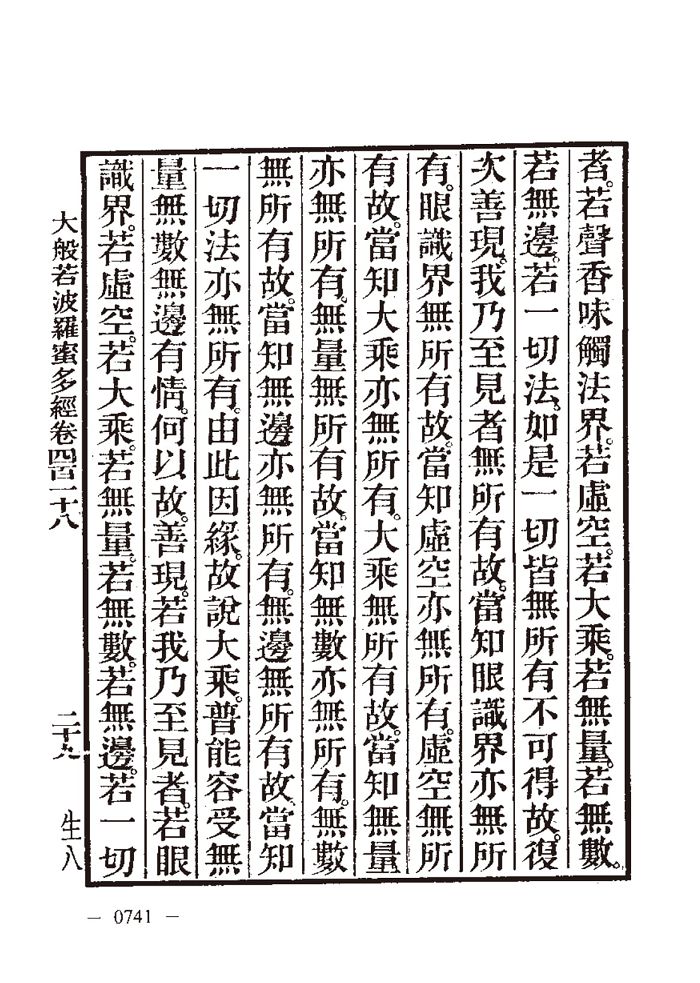 者。若聲香味觸法界。若虛空。若大乘。若無量。若無數。
若無邊。若一切法。如是一切皆無所有不可得故。復
次善現。我乃至見者無所有故。當知眼識界亦無所
有。眼識界無所有故。當知虛空亦無所有。虛空無所
有故。當知大乘亦無所有。大乘無所有故。當知無量
亦無所有。無量無所有故。當知無數亦無所有。無數
無所有故。當知無邊亦無所有。無邊無所有故。當知
一切法亦無所有。由此因緣。故說大乘。普能容受無
量無數無邊有情。何以故。善現。若我乃至見者。若眼
識界。若虛空。若大乘。若無量。若無數。若無邊。若一切
大般若波羅蜜多經卷四百二十八
二十九
生八
— 0741 —